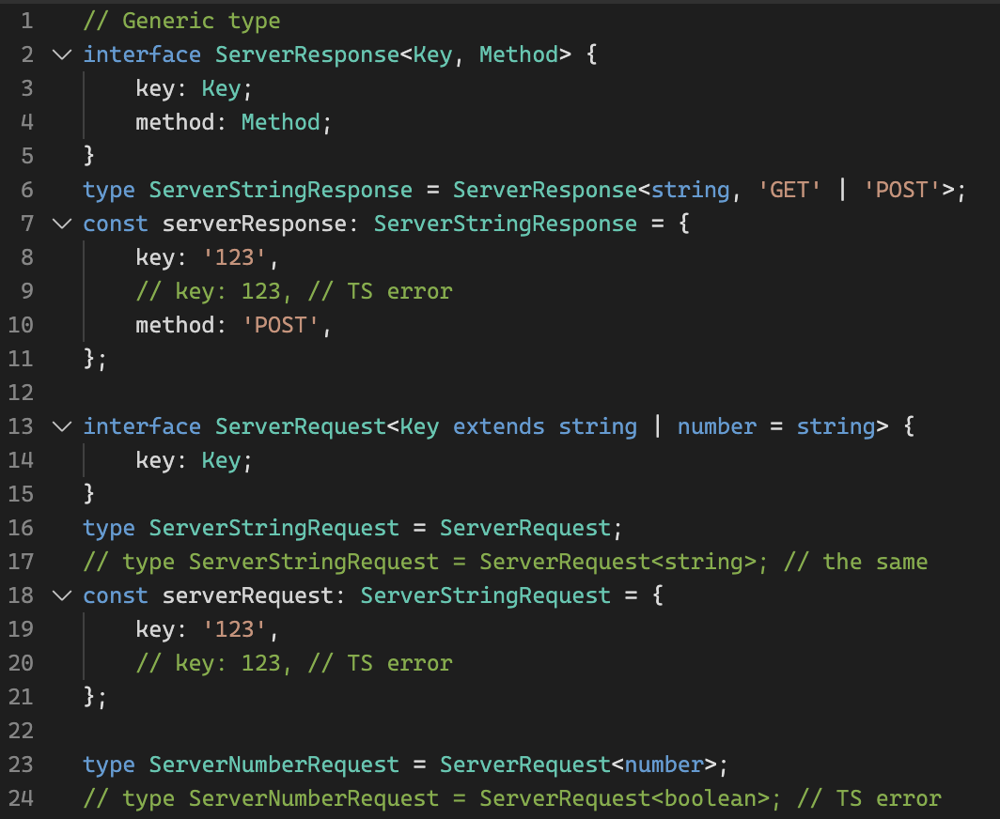 1 // Generic type
2 interface ServerResponse<Key, Method> {
3 key: Key;
4 method: Method;
5 }
6 type ServerStringResponse = ServerResponse<string, 'GET' | 'POST'>;
7 const serverResponse: ServerStringResponse = {
8 key: '123',
9 // key: 123, // TS error
10 method: 'POST',
11 };
12
13 interface ServerRequest<Key extends string | number = string> {
14 key: Key;
15 }
16 type ServerStringRequest = ServerRequest;
17 // type ServerStringRequest = ServerRequest<string>; // the same
18 const serverRequest: ServerStringRequest = {
19 key: '123',
20 // key: 123, // TS error
21 };
22
23 type ServerNumberRequest = ServerRequest<number>;
24 // type ServerNumberRequest = ServerRequest<boolean>; // TS error